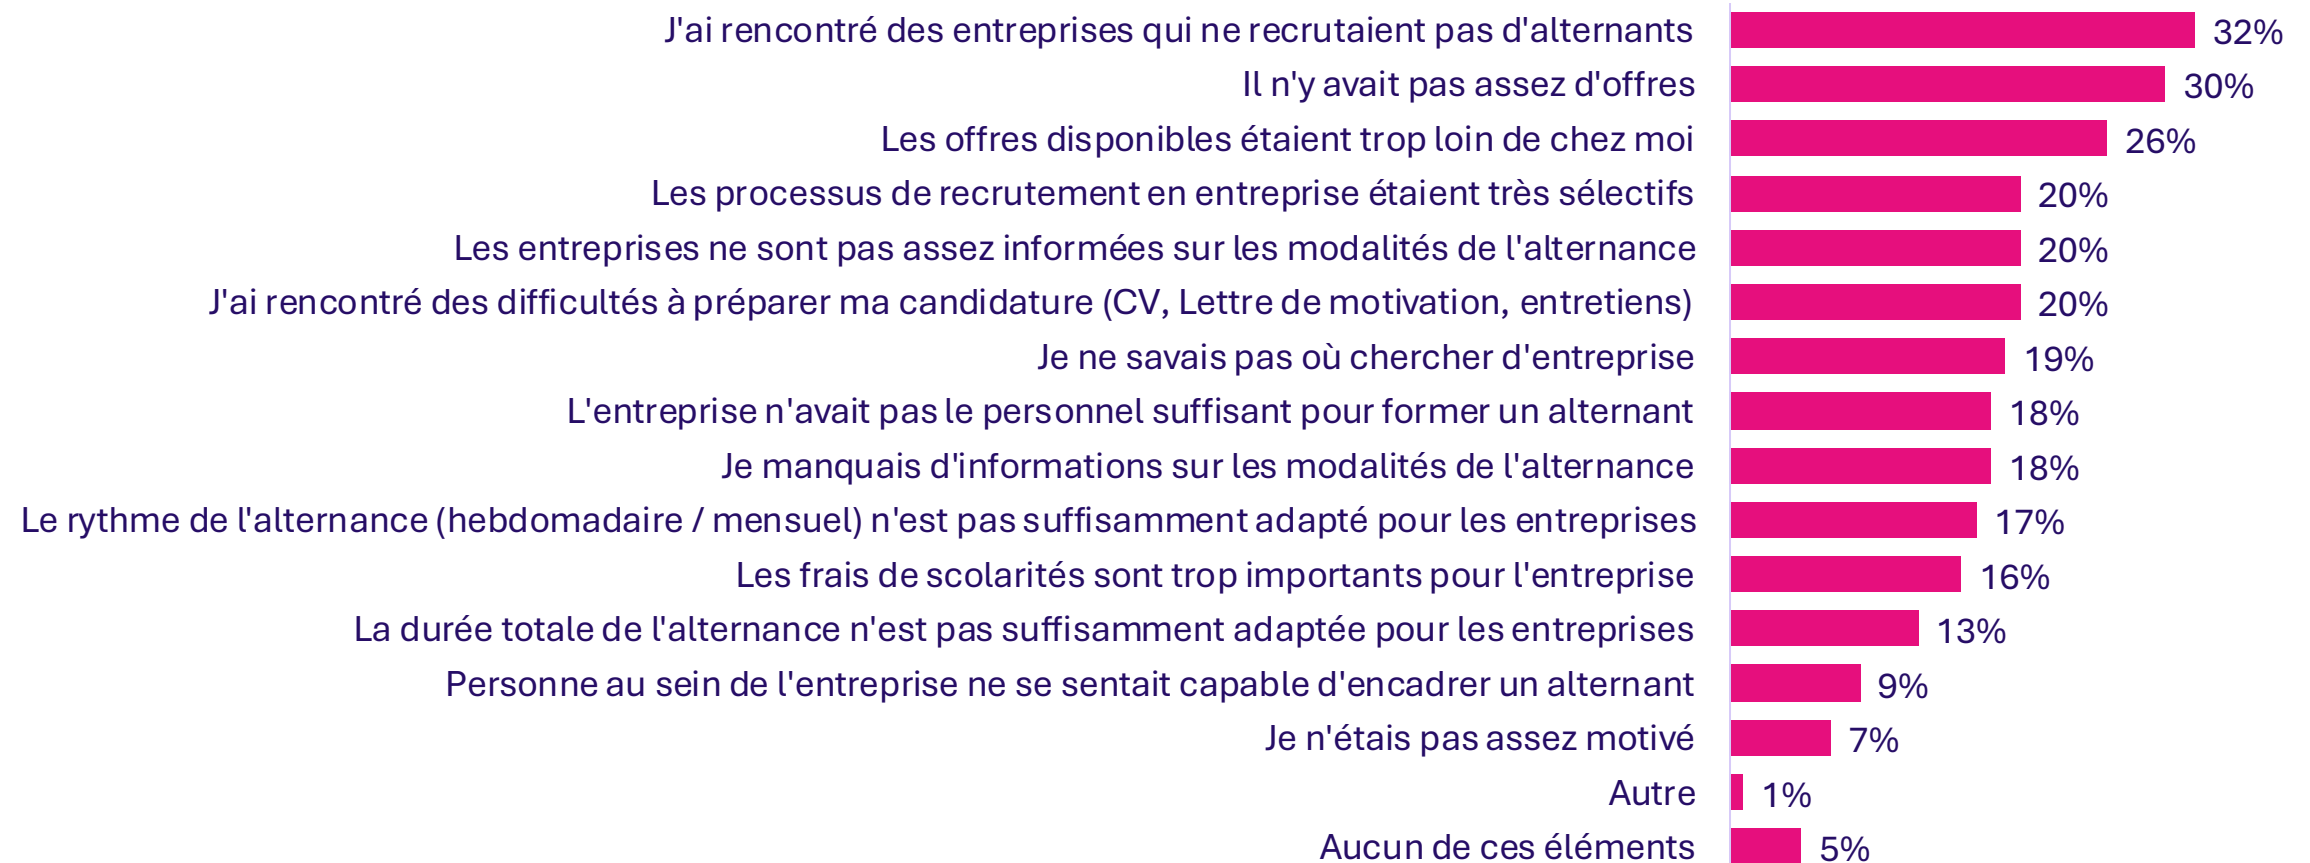 J'ai rencontré des entreprises qui ne recrutaient pas d'alternants 32%
Il n'y avait pas assez d'offres 30%
Les offres disponibles étaient trop loin de chez moi 26%
Les processus de recrutement en entreprise étaient très sélectifs 20%
Les entreprises ne sont pas assez informées sur les modalités de l'alternance 20%
J'ai rencontré des difficultés à préparer ma candidature (CV, Lettre de motivation, entretiens) 20%
Je ne savais pas où chercher d'entreprise 19%
L'entreprise n'avait pas le personnel suffisant pour former un alternant 18%
Je manquais d'informations sur les modalités de l'alternance 18%
Le rythme de l'alternance (hebdomadaire / mensuel) n'est pas suffisamment adapté pour les entreprises 17%
Les frais de scolarités sont trop importants pour l'entreprise 16%
La durée totale de l'alternance n'est pas suffisamment adaptée pour les entreprises 13%
Personne au sein de l'entreprise ne se sentait capable d'encadrer un alternant 9%
Je n'étais pas assez motivé 7%
Autre 1%
Aucun de ces éléments 5%